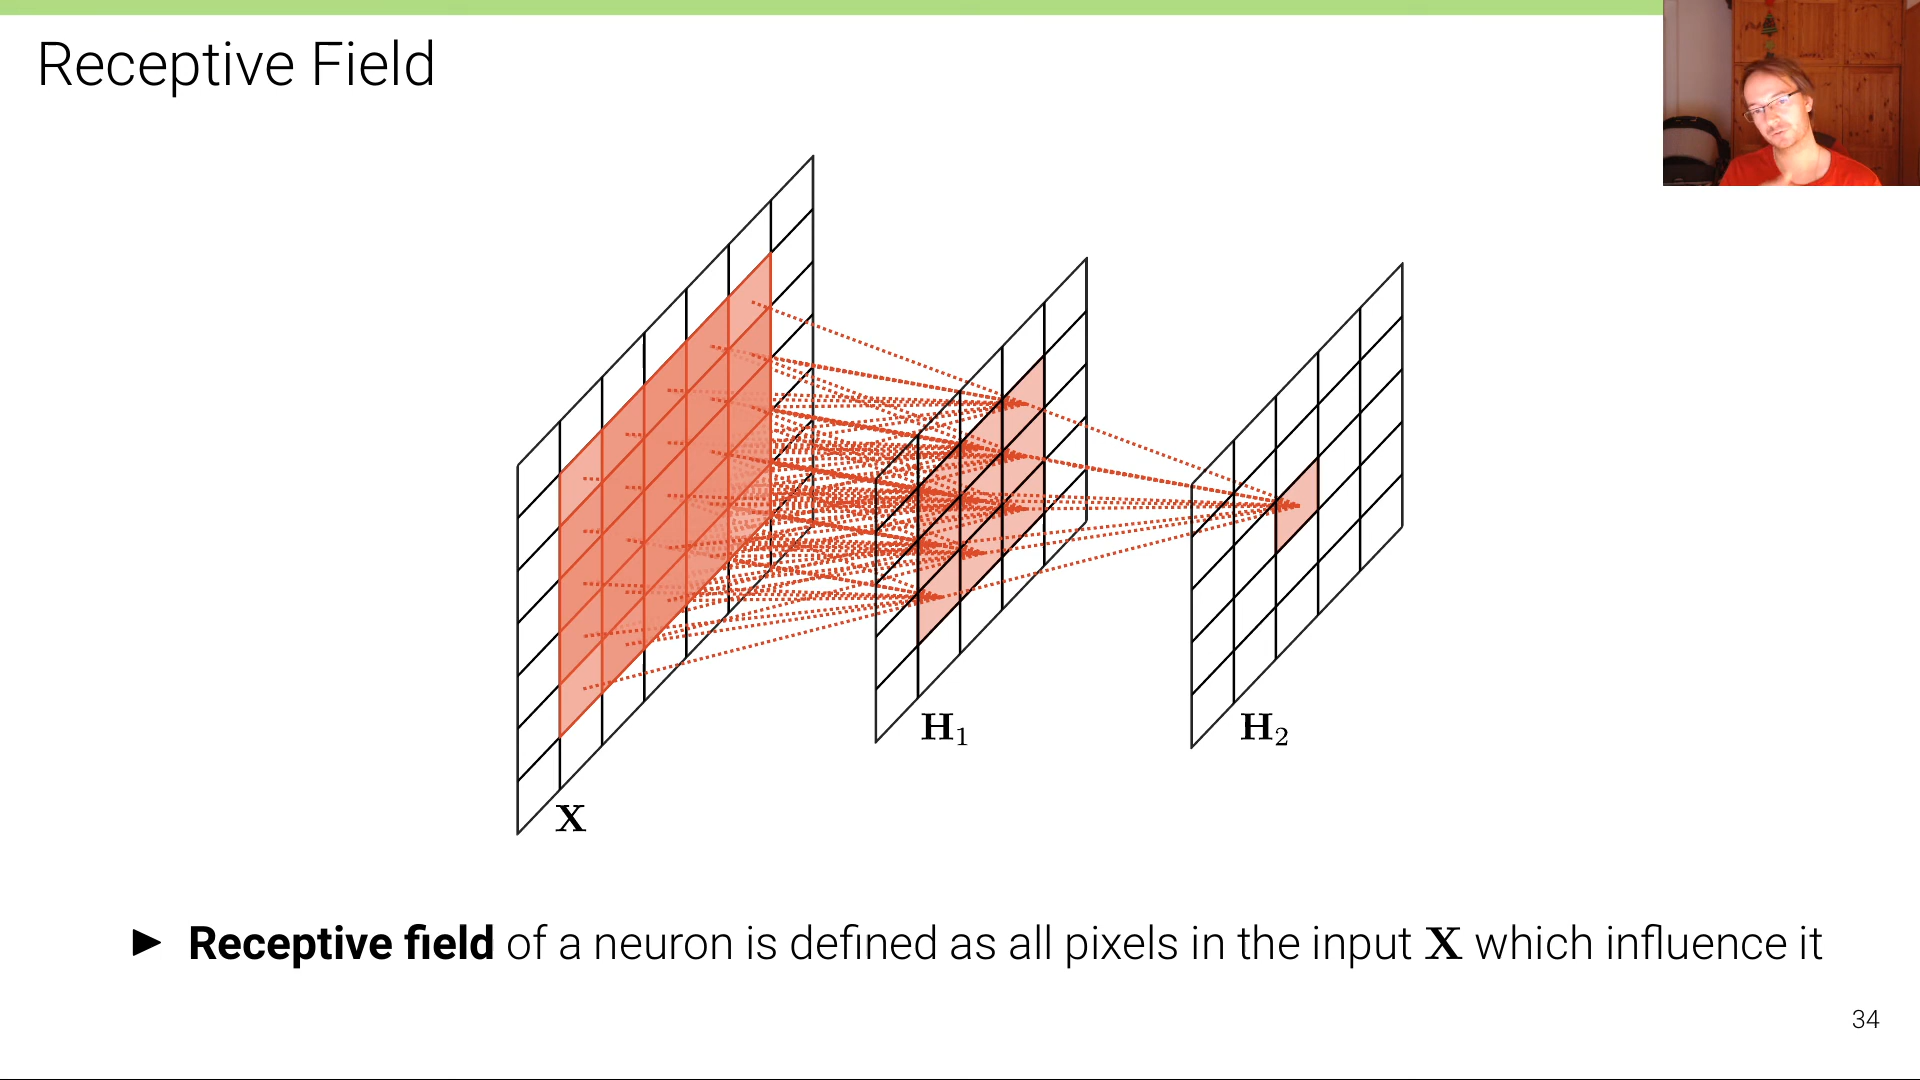 Receptive Field
X
H₁
H₂
► Receptive field of a neuron is defined as all pixels in the input X which influence it
34